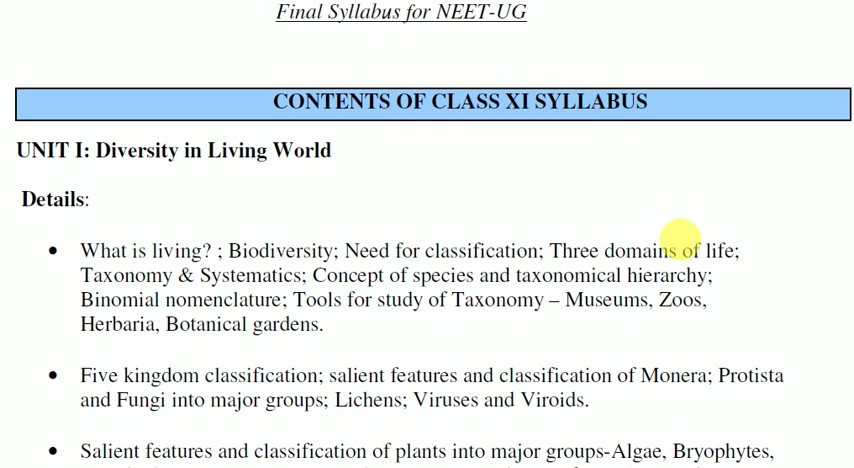 Final Syllabus for NEET-UG
CONTENTS OF CLASS XI SYLLABUS
UNIT I: Diversity in Living World
Details:
• What is living? ; Biodiversity; Need for classification; Three domains of life;
Taxonomy & Systematics; Concept of species and taxonomical hierarchy;
Binomial nomenclature; Tools for study of Taxonomy – Museums, Zoos,
Herbaria, Botanical gardens.
• Five kingdom classification; salient features and classification of Monera; Protista
and Fungi into major groups; Lichens; Viruses and Viroids.
• Salient features and classification of plants into major groups-Algae, Bryophytes,